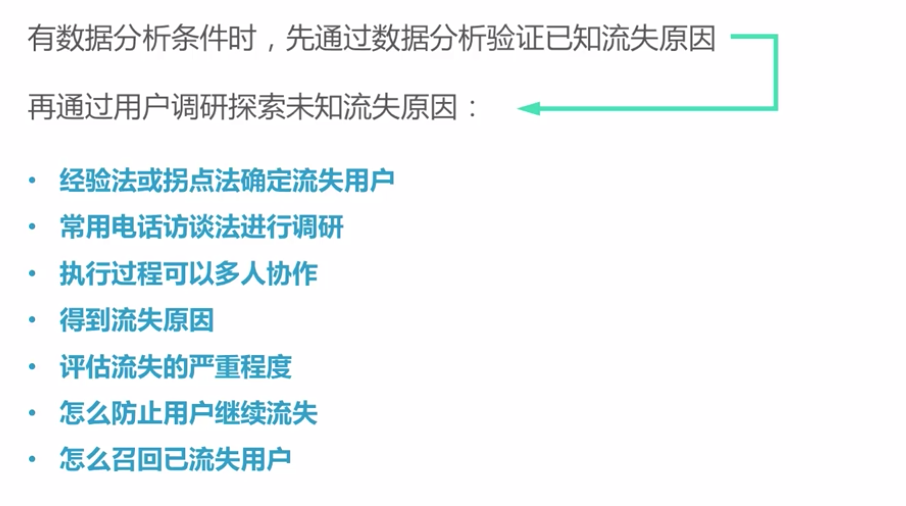 有数据分析条件时，先通过数据分析验证已知流失原因
再通过用户调研探索未知流失原因：
• 经验法或拐点法确定流失用户
• 常用电话访谈法进行调研
• 执行过程可以多人协作
• 得到流失原因
• 评估流失的严重程度
• 怎么防止用户继续流失
• 怎么召回已流失用户